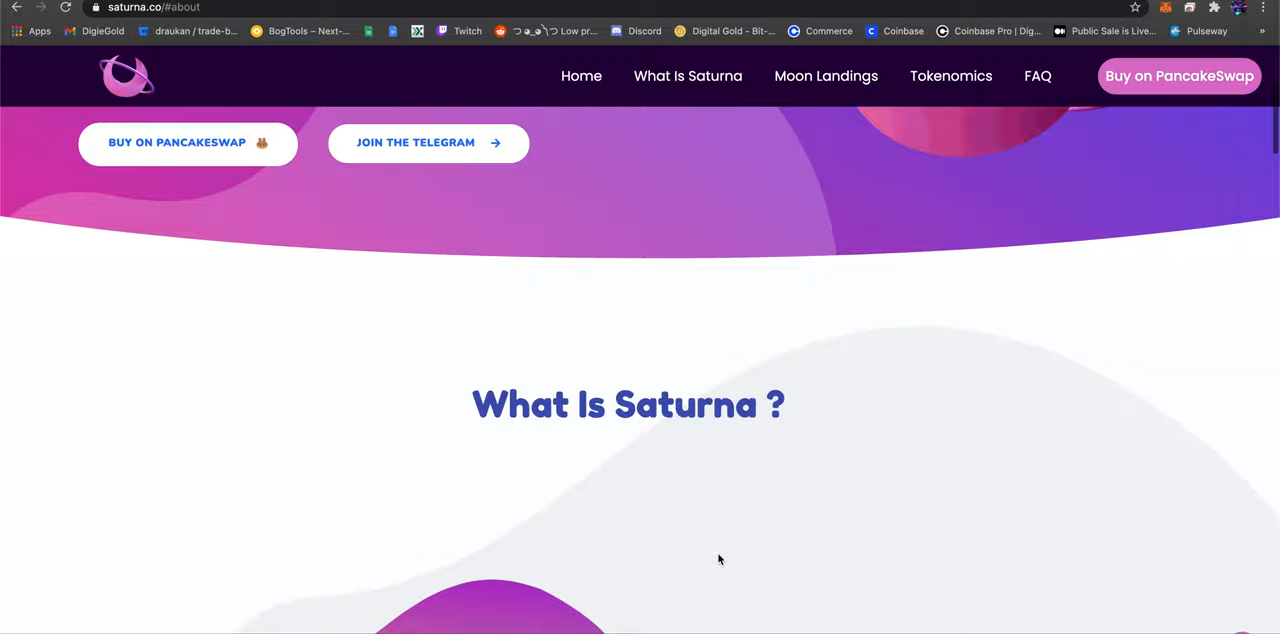 saturna.co/#about
Apps DigieGold draukan / trade-b... BogTools – Next-... Twitch Low pr... Discord Digital Gold - Bit-... Commerce Coinbase Coinbase Pro | Dig... Public Sale is Live... Pulseway »
Home What Is Saturna Moon Landings Tokenomics FAQ Buy on PancakeSwap
BUY ON PANCAKESWAP JOIN THE TELEGRAM →
What Is Saturna ?